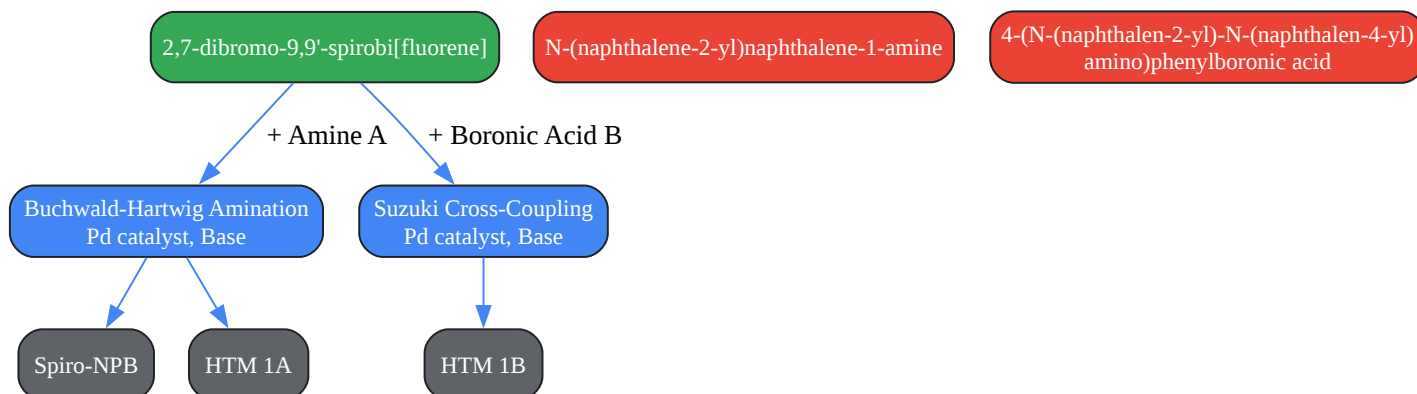 2,7-dibromo-9,9'-spirobi[fluorene]
N-(naphthalene-2-yl)naphthalene-1-amine
4-(N-(naphthalen-2-yl)-N-(naphthalen-4-yl)
amino)phenylboronic acid
+ Amine A
+ Boronic Acid B
Buchwald-Hartwig Amination
Pd catalyst, Base
Suzuki Cross-Coupling
Pd catalyst, Base
Spiro-NPB
HTM 1A
HTM 1B